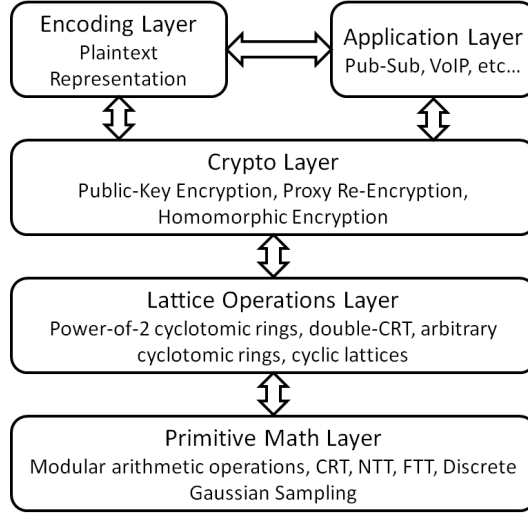 Encoding Layer
Plaintext
Representation
Application Layer
Pub-Sub, VoIP, etc...
Crypto Layer
Public-Key Encryption, Proxy Re-Encryption,
Homomorphic Encryption
Lattice Operations Layer
Power-of-2 cyclotomic rings, double-CRT, arbitrary
cyclotomic rings, cyclic lattices
Primitive Math Layer
Modular arithmetic operations, CRT, NTT, FTT, Discrete
Gaussian Sampling